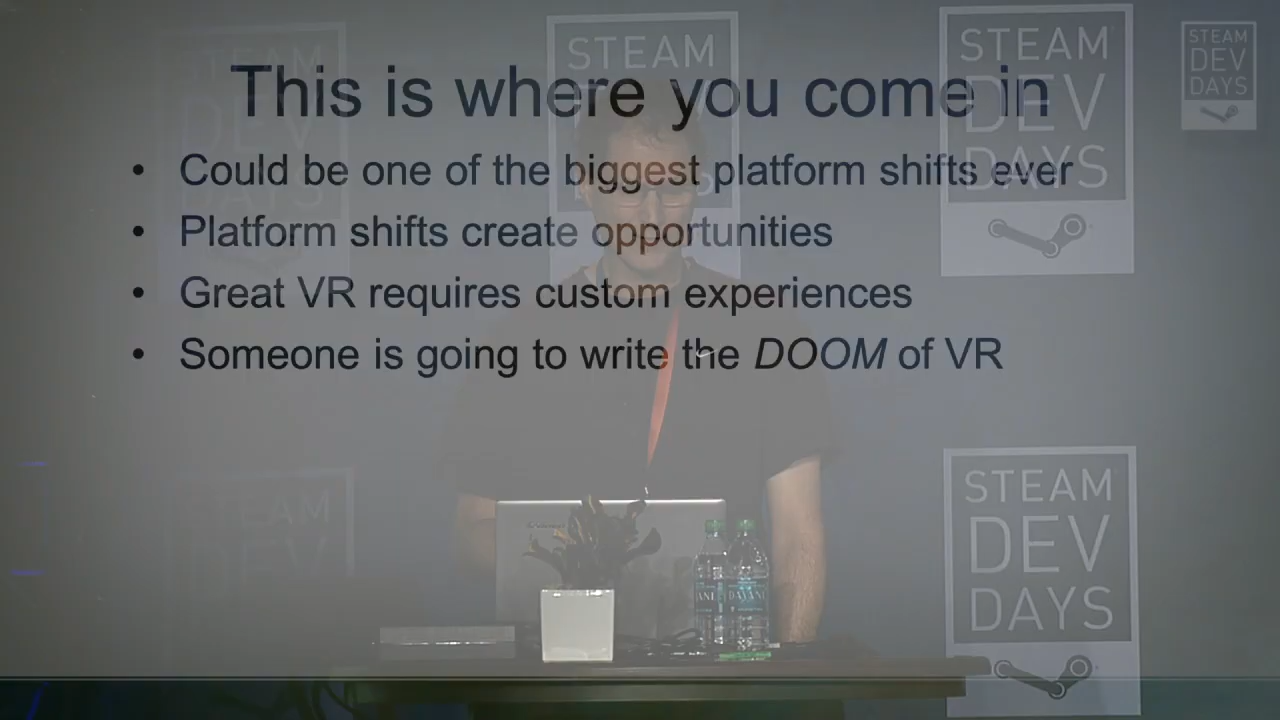 This is where you come in
• Could be one of the biggest platform shifts ever
• Platform shifts create opportunities
• Great VR requires custom experiences
• Someone is going to write the DOOM of VR
STEAM
DEV
DAYS
STEAM
STEAM
DEV
DAYS
STEAM
DEV
DAYS
DASANI